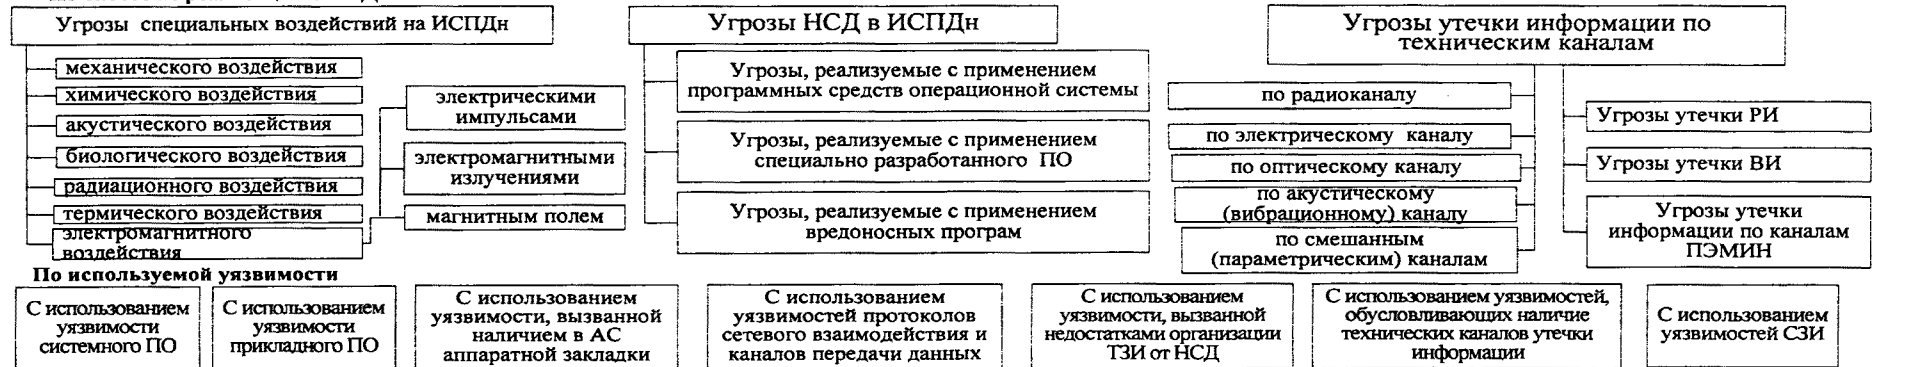 Угрозы специальных воздействий на ИСПДн
механического воздействия
химического воздействия
акустического воздействия
биологического воздействия
радиационного воздействия
термического воздействия
электромагнитного
воздействия
электрическими
импульсами
электромагнитными
излучениями
магнитным полем
Угрозы НСД в ИСПДн
Угрозы, реализуемые с применением
программных средств операционной системы
Угрозы, реализуемые с применением
специально разработанного ПО
Угрозы, реализуемые с применением
вредоносных програм
Угрозы утечки информации по
техническим каналам
по радиоканалу
по электрическому каналу
по оптическому каналу
по акустическому
(вибрационному) каналу
по смешанным
(параметрическим) каналам
Угрозы утечки РИ
Угрозы утечки ВИ
Угрозы утечки
информации по каналам
ПЭМИН
По используемой уязвимости
С использованием
уязвимости
системного ПО
С использованием
уязвимости
прикладного ПО
С использованием
уязвимости, вызванной
наличием в АС
аппаратной закладки
С использованием
уязвимостей протоколов
сетевого взаимодействия и
каналов передачи данных
С использованием
уязвимости, вызванной
недостатками организации
ТЗИ от НСД
С использованием уязвимостей,
обусловливающих наличие
технических каналов утечки
информации
С использованием
уязвимостей СЗИ